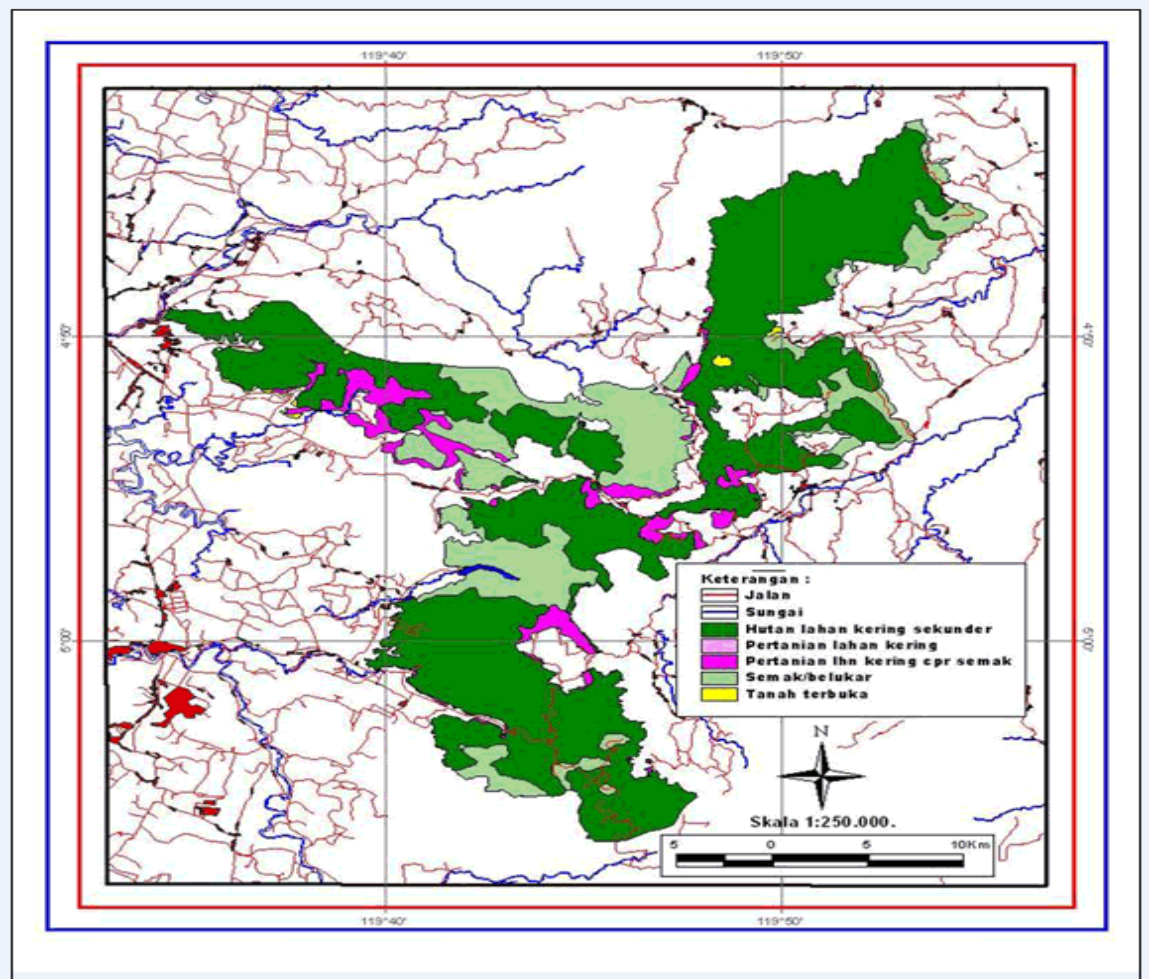 119°40' 119°50'
4°50' 4°50'
Keterangan :
Jalan
Sungai
Hutan lahan kering sekunder
Pertanian lahan kering
Pertanian lhn kering cpr semak
Semak/belukar
Tanah terbuka
5°00' 5°00'
N
Skala 1:250.000.
5 0 5 10Km
119°40' 119°50'